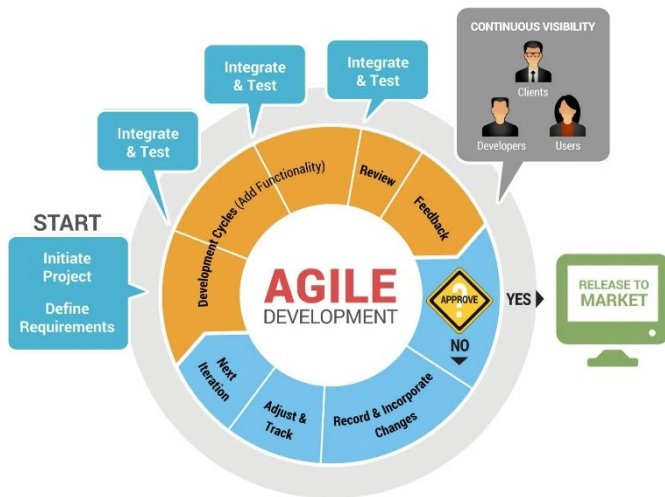 START
Initiate
Project
Define
Requirements
Integrate
& Test
Integrate
& Test
Integrate
& Test
CONTINUOUS VISIBILITY
Clients
Developers
Users
Development Cycles (Add Functionality)
Review
Feedback
AGILE
DEVELOPMENT
?
APPROVE
YES
RELEASE TO
MARKET
NO
Record & Incorporate
Changes
Adjust &
Track
Next
Iteration